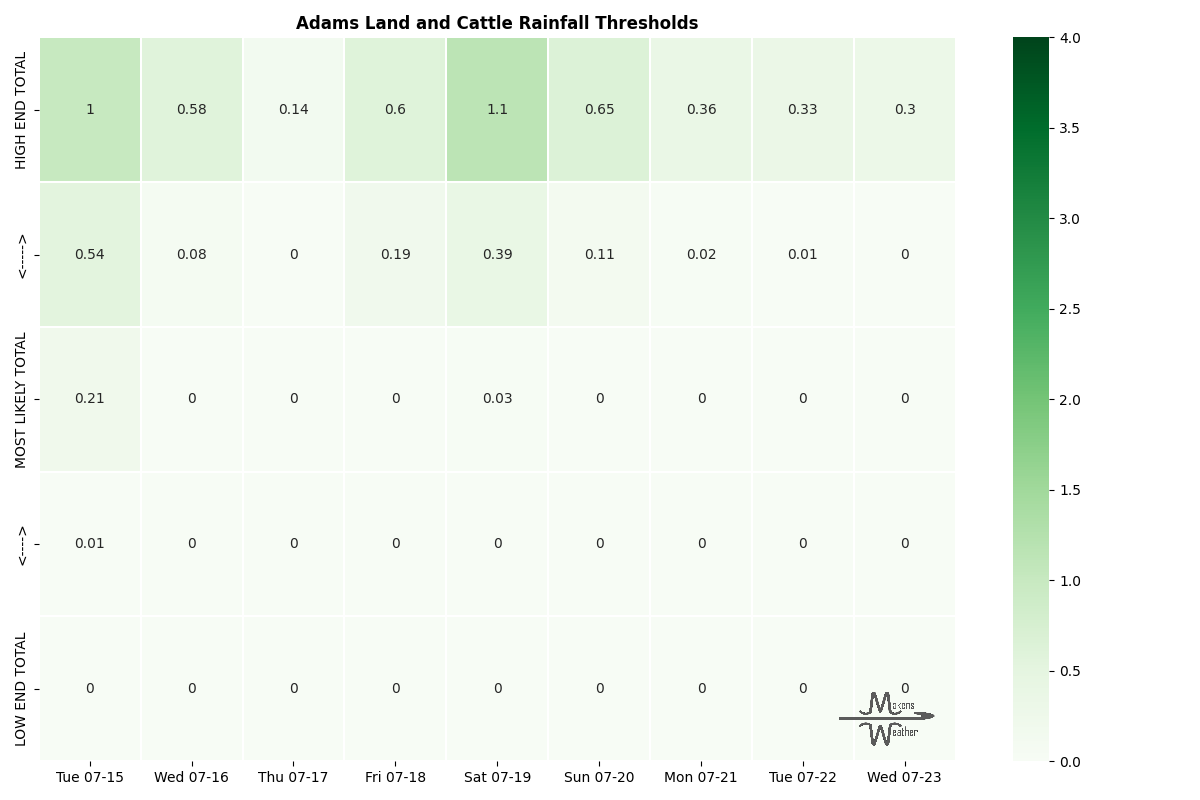 Adams Land and Cattle Rainfall Thresholds
HIGH END TOTAL
1 0.58 0.14 0.6 1.1 0.65 0.36 0.33 0.3
<----->
0.54 0.08 0 0.19 0.39 0.11 0.02 0.01 0
MOST LIKELY TOTAL
0.21 0 0 0 0.03 0 0 0 0
<---->
0.01 0 0 0 0 0 0 0 0
LOW END TOTAL
0 0 0 0 0 0 0 0 0
Makens
Weather
Tue 07-15 Wed 07-16 Thu 07-17 Fri 07-18 Sat 07-19 Sun 07-20 Mon 07-21 Tue 07-22 Wed 07-23
4.0
3.5
3.0
2.5
2.0
1.5
1.0
0.5
0.0